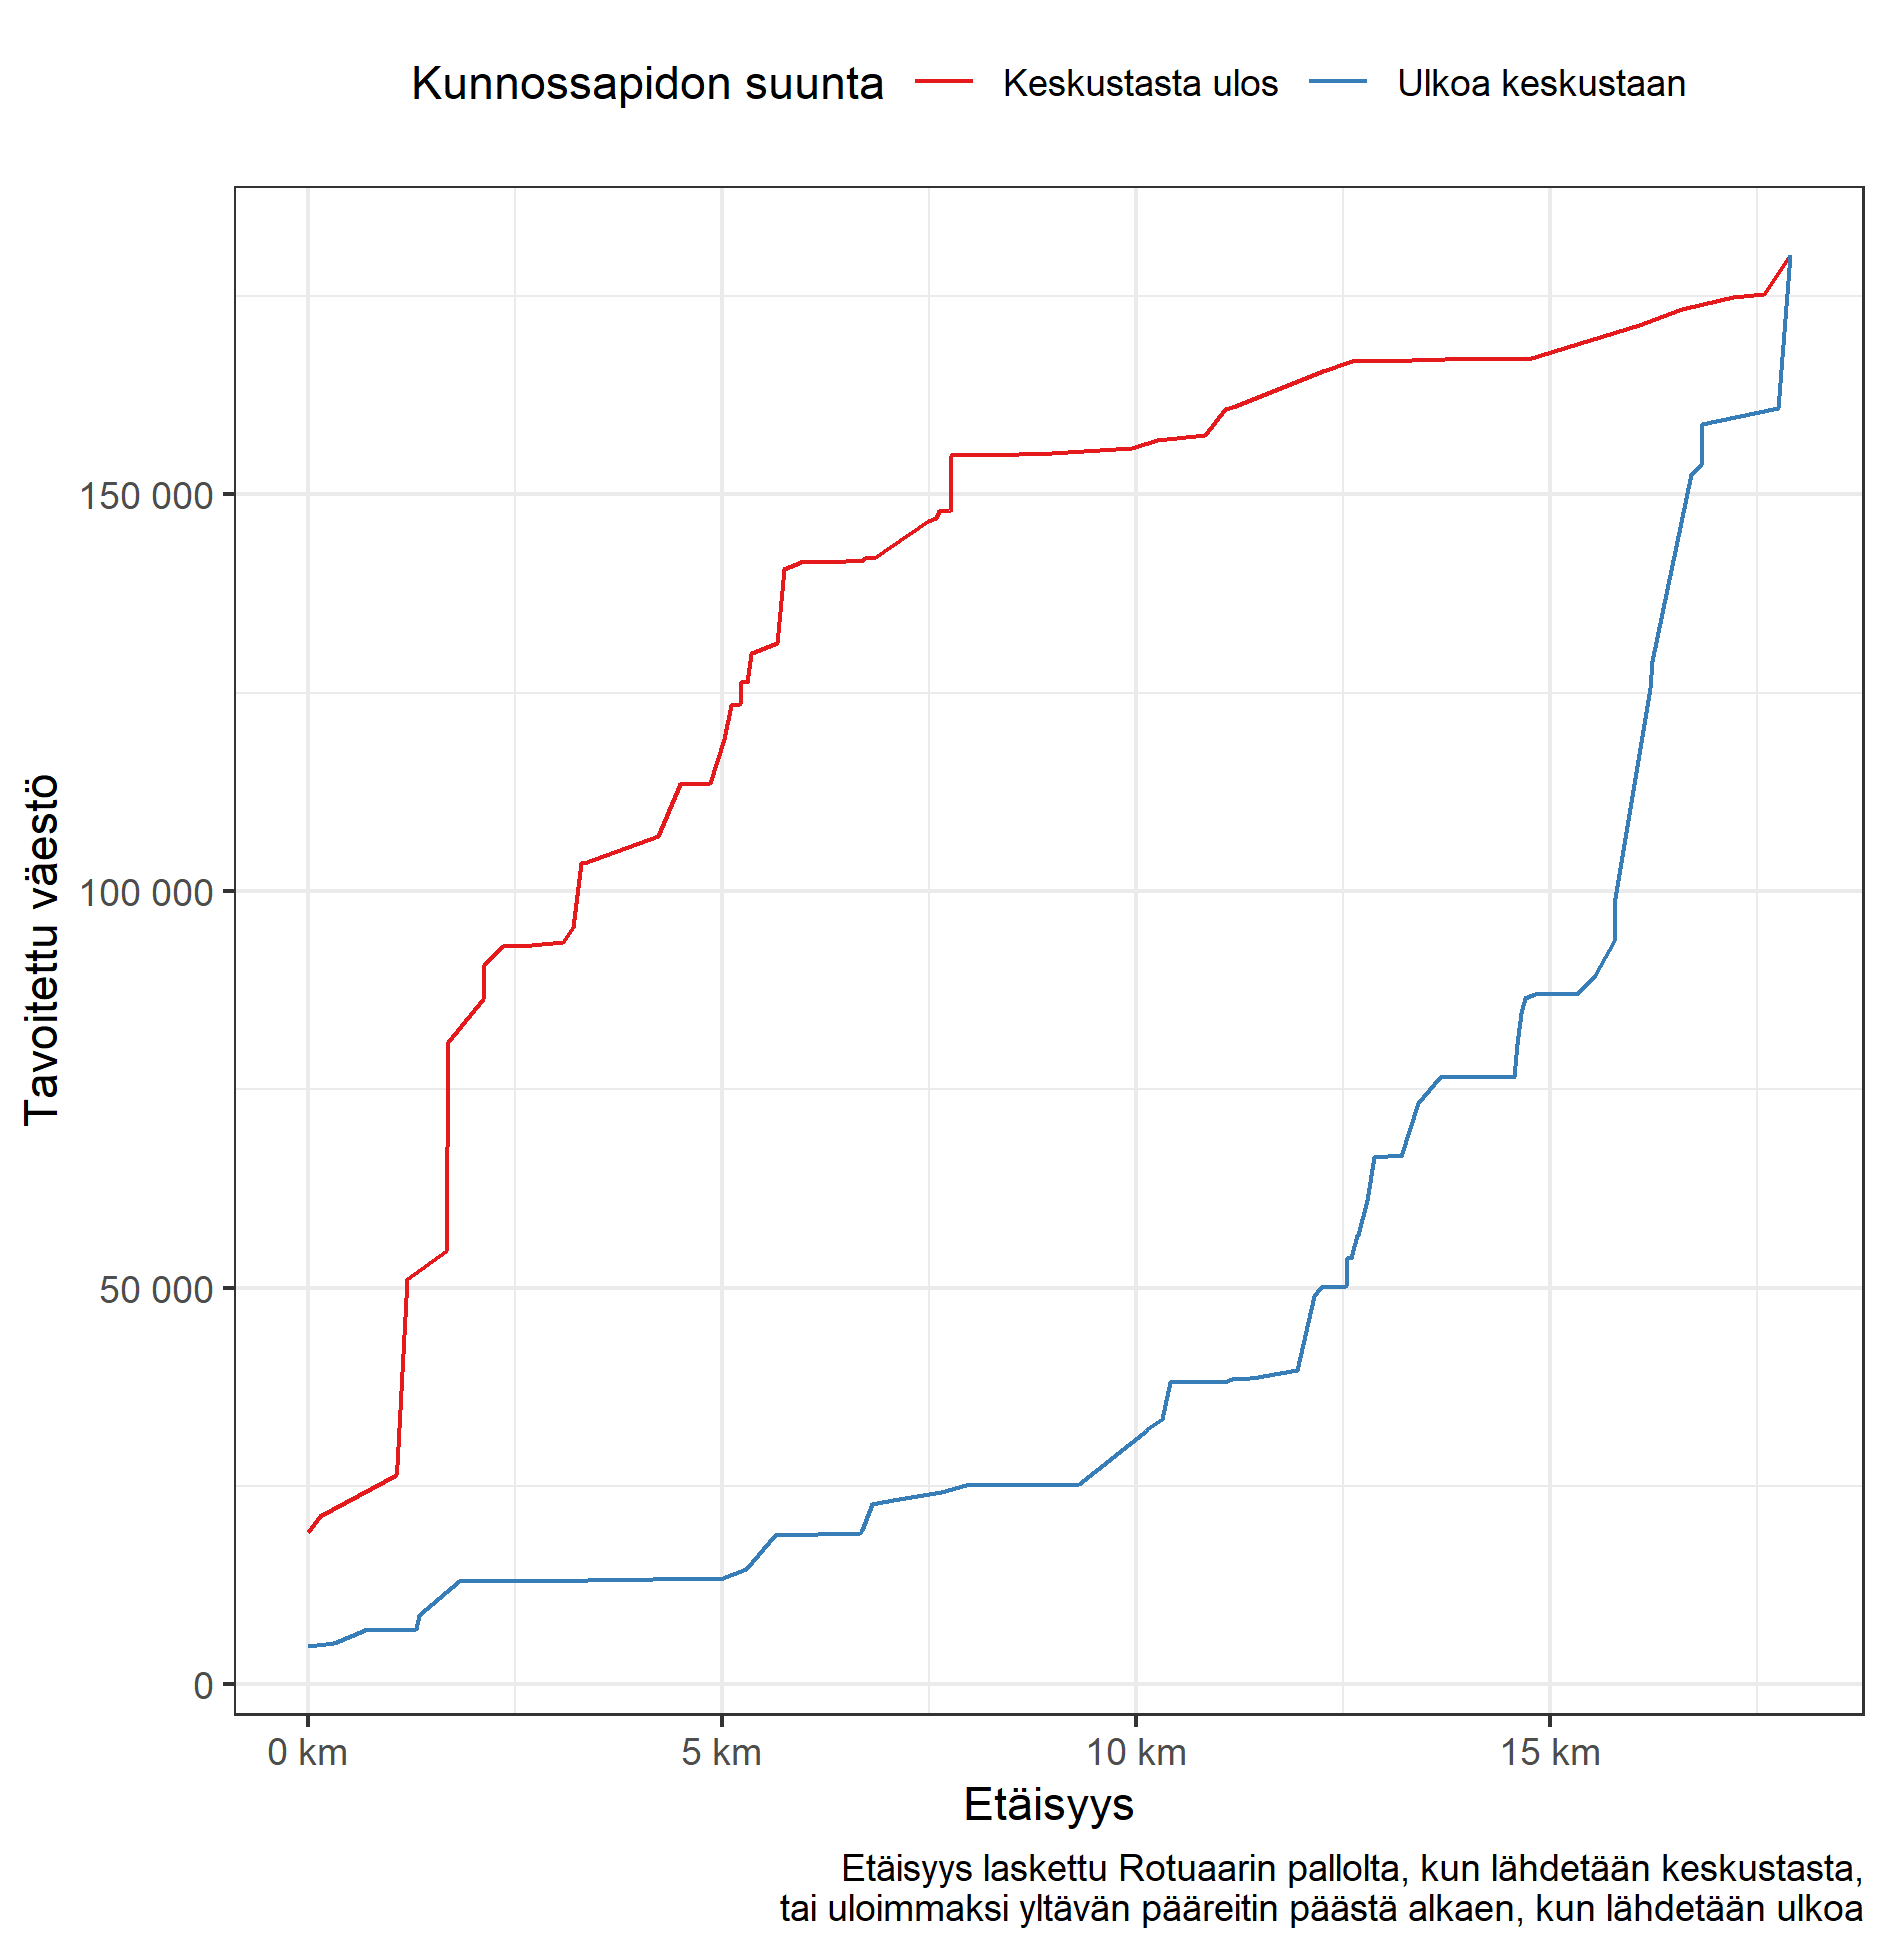 Kunnossapidon suunta Keskustasta ulos Ulkoa keskustaan
Tavoitettu väestö
150 000
100 000
50 000
0
0 km 5 km 10 km 15 km
Etäisyys
Etäisyys laskettu Rotuaarin pallolta, kun lähdetään keskustasta,
tai uloimmaksi yltävän pääreitin päästä alkaen, kun lähdetään ulkoa